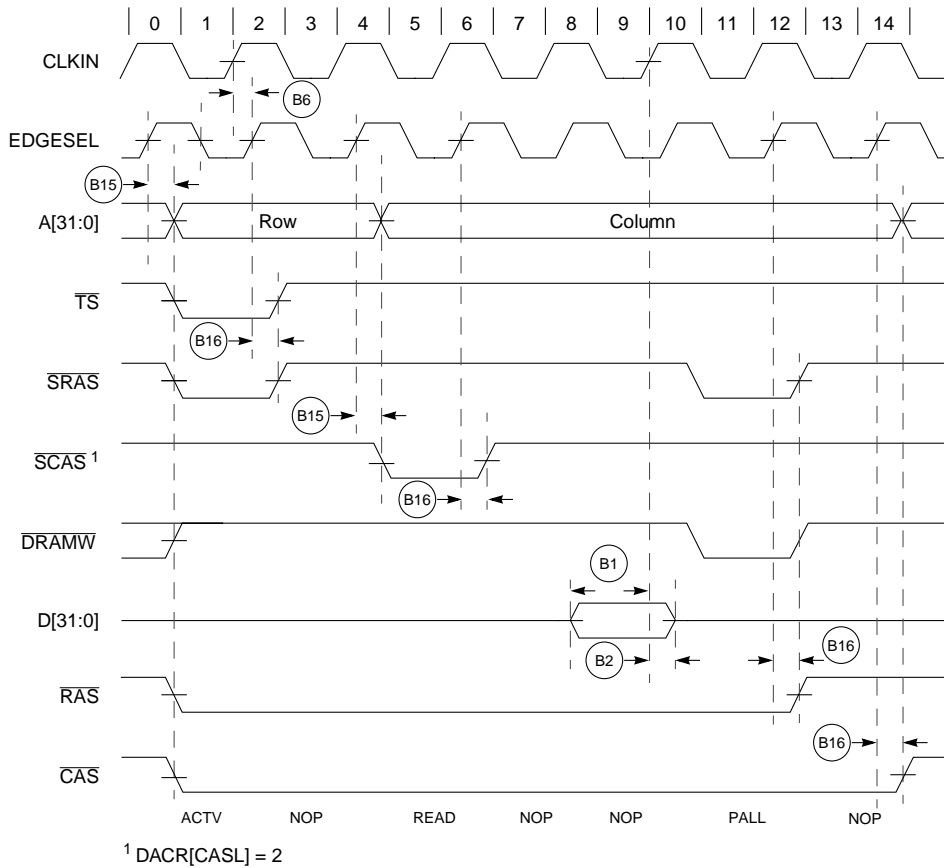 0 1 2 3 4 5 6 7 8 9 10 11 12 13 14
CLKIN
B6
EDGESEL
B15
A[31:0] Row Column
TS
B16
SRAS
B15
SCAS 1
B16
DRAMW
B1
D[31:0]
B2 B16
RAS
B16
CAS
ACTV NOP READ NOP NOP PALL NOP
1 DACR[CASL] = 2